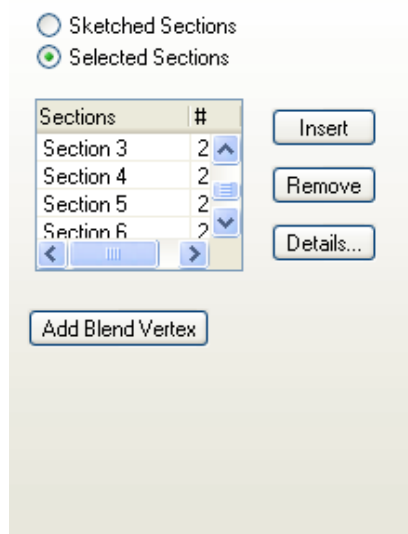 Sketched Sections
Selected Sections
Sections #
Section 3 2
Section 4 2
Section 5 2
Section 6 2
Insert
Remove
Details...
Add Blend Vertex